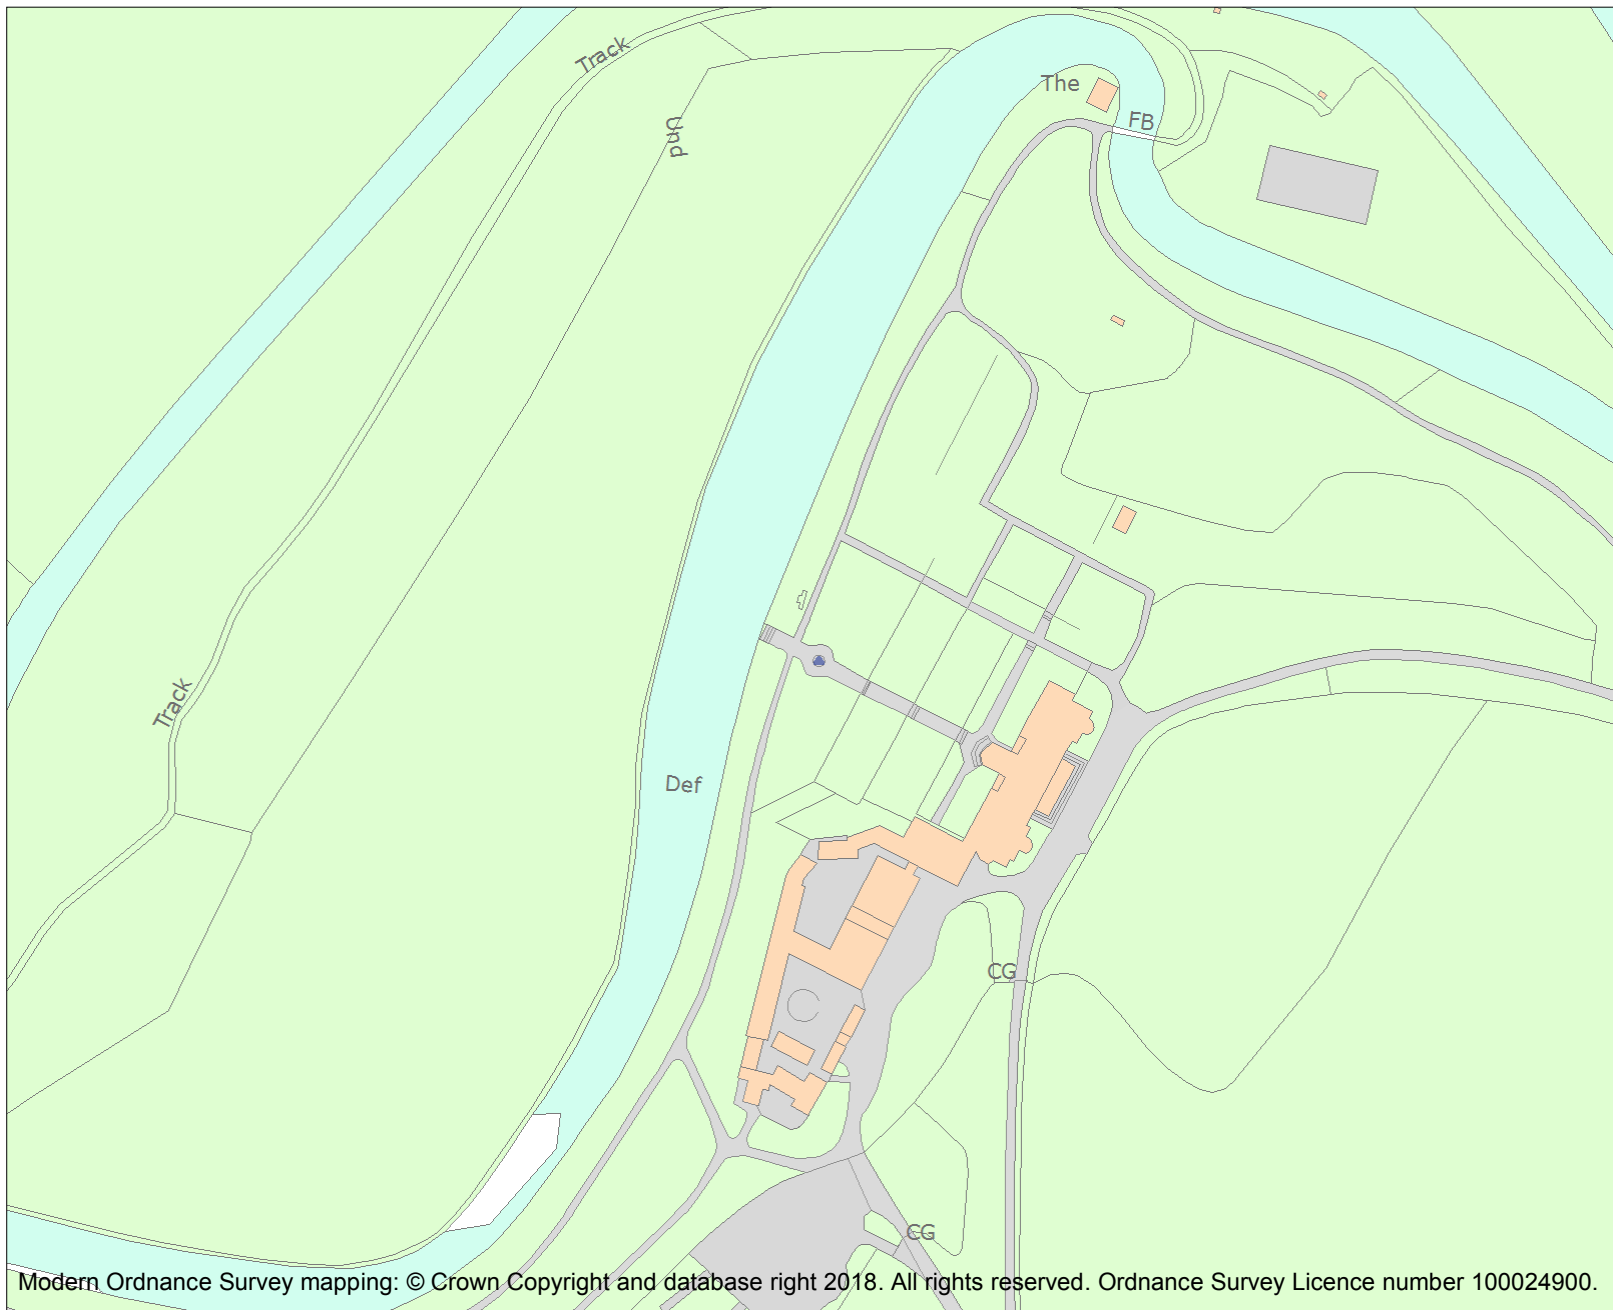 Track
The
FB
Und
Track
Def
CG
CG
Modern Ordnance Survey mapping: © Crown Copyright and database right 2018. All rights reserved. Ordnance Survey Licence number 100024900.